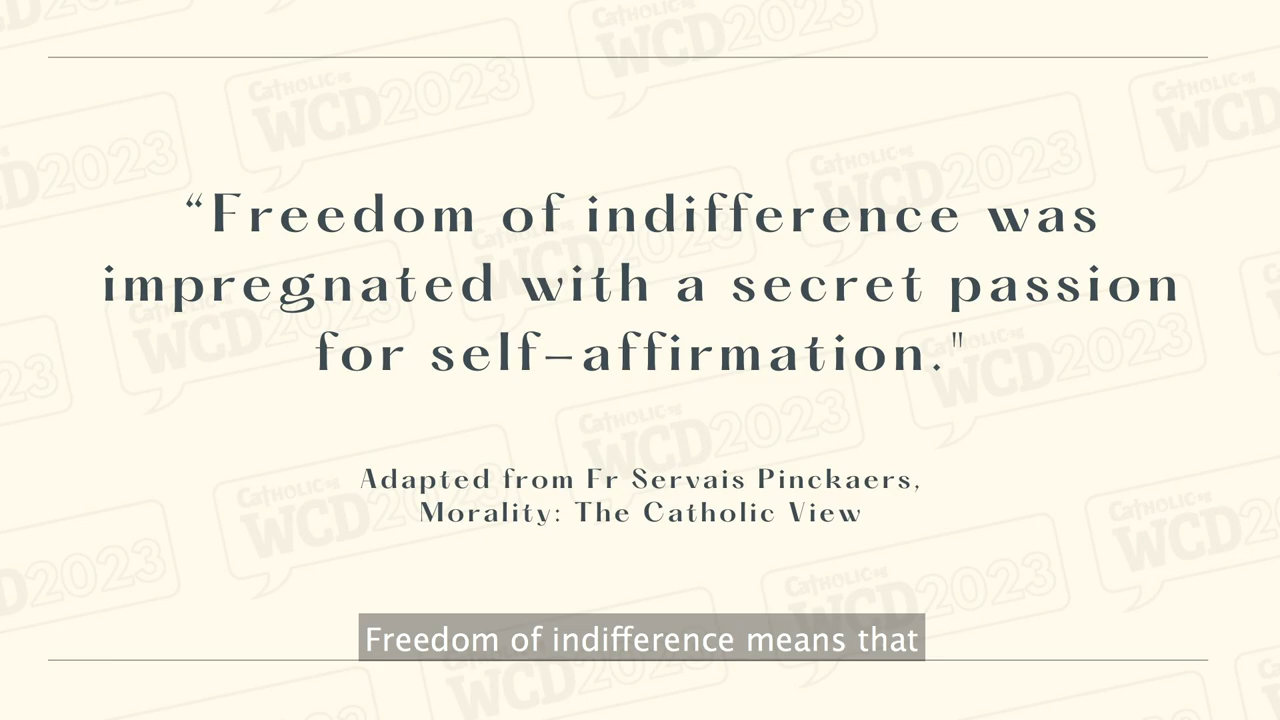 “Freedom of indifference was
impregnated with a secret passion
for self–affirmation."
Adapted from Fr Servais Pinckaers,
Morality: The Catholic View
Freedom of indifference means that